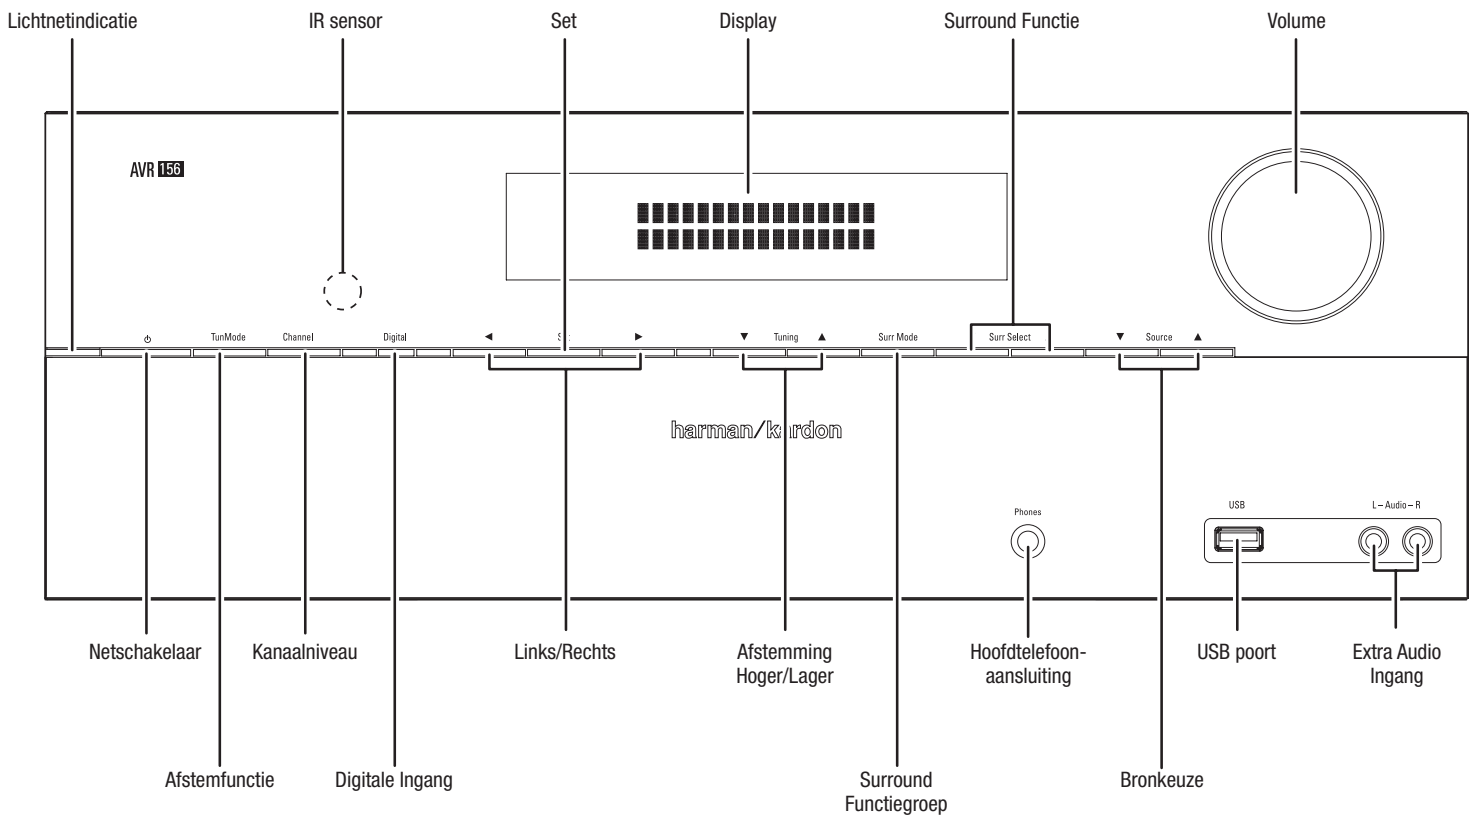 Lichtnetindicatie
IR sensor
Set
Display
Surround Functie
Volume
AVR 156
TunMode
Channel
Digital
Tuning
Surr Mode
Surr Select
Source
harman/kardon
Phones
USB
L – Audio – R
Netschakelaar
Kanaalniveau
Links/Rechts
Afstemming
Hoger/Lager
Hoofdtelefoon-
aansluiting
USB poort
Extra Audio
Ingang
Afstemfunctie
Digitale Ingang
Surround
Functiegroep
Bronkeuze